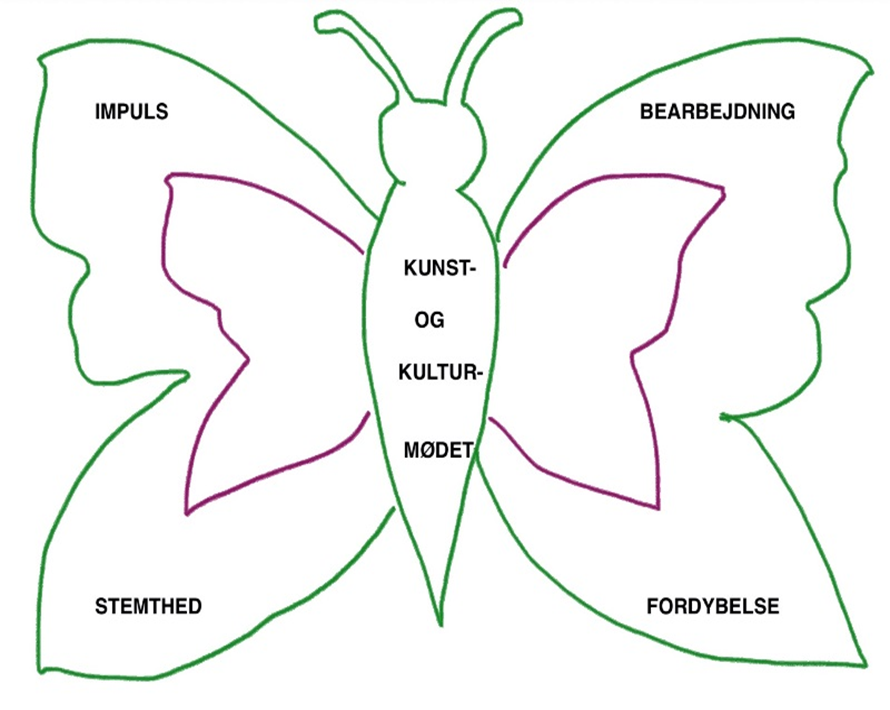 IMPULS
BEARBEJDNING
KUNST-
OG
KULTUR-
MØDET
STEMTHED
FORDYBELSE